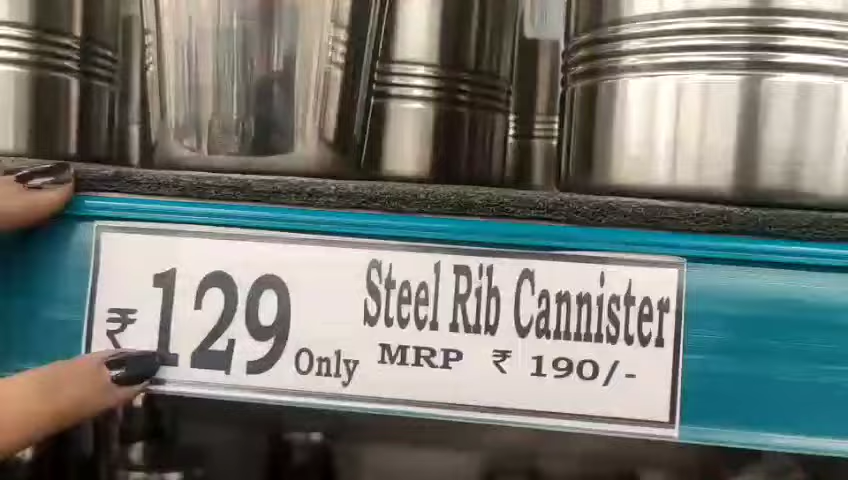 ₹ 129 Only
Steel Rib Cannister
MRP ₹ 190/-